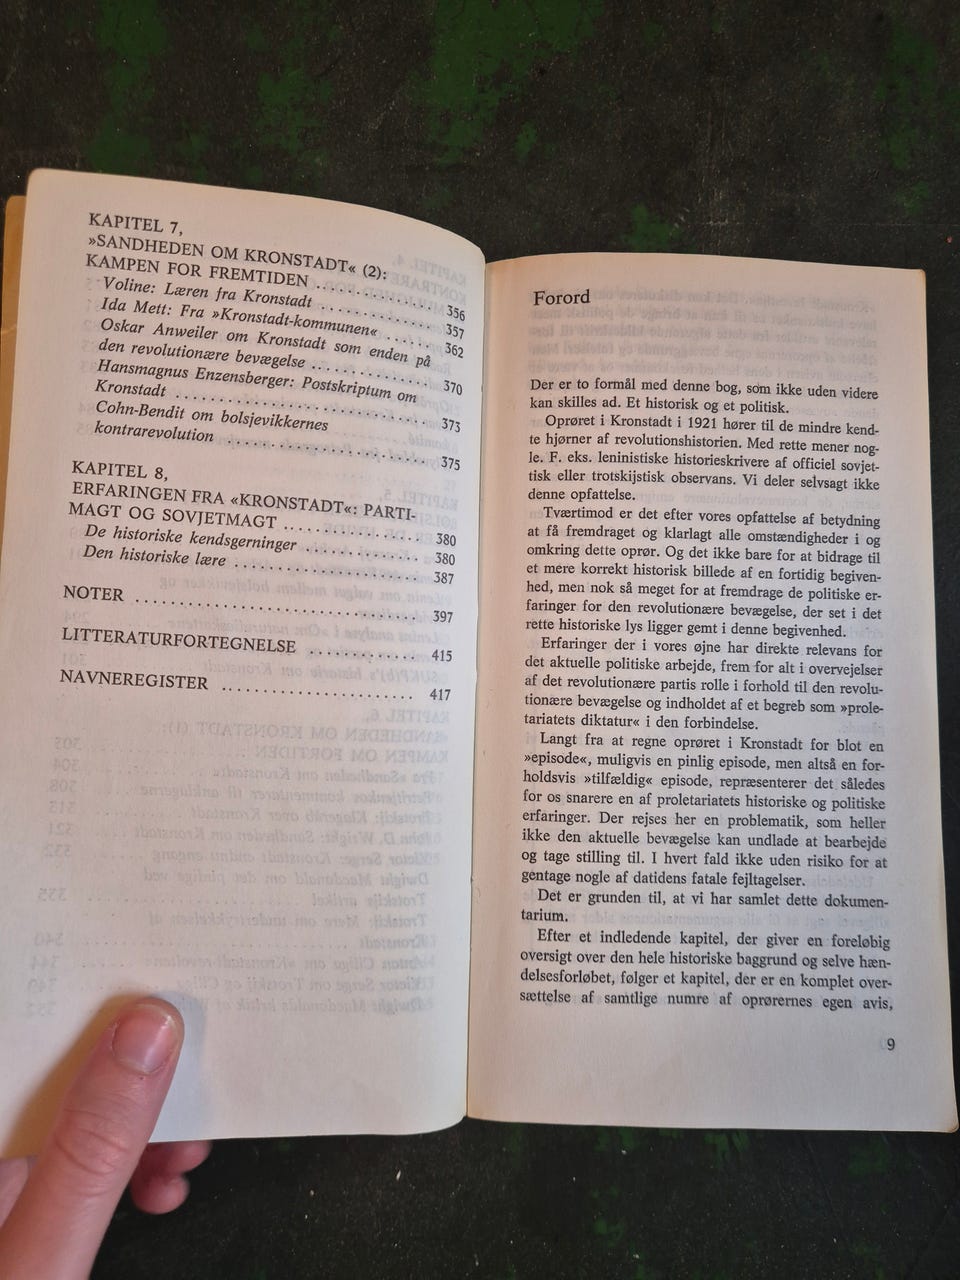 KAPITEL 7,
»SANDHEDEN OM KRONSTADT« (2):
KAMPEN FOR FREMTIDEN .............. 356
Voline: Læren fra Kronstadt .............. 357
Ida Mett: Fra »Kronstadt-kommunen« ...... 362
Oskar Anweiler om Kronstadt som enden på
den revolutionære bevægelse .............. 370
Hansmagnus Enzensberger: Postskriptum om
Kronstadt .............................. 373
Cohn-Bendit om bolsjevikkernes
kontrarevolution ........................ 375
KAPITEL 8,
ERFARINGEN FRA «KRONSTADT«: PARTI-
MAGT OG SOVJETMAGT .............. 380
De historiske kendsgerninger .............. 380
Den historiske lære ...................... 387
NOTER .............................. 397
LITTERATURFORTEGNELSE ............ 415
NAVNEREGISTER ...................... 417
Forord
Der er to formål med denne bog, som ikke uden videre
kan skilles ad. Et historisk og et politisk.
Oprøret i Kronstadt i 1921 hører til de mindre kend-
te hjørner af revolutionshistorien. Med rette mener nog-
le. F. eks. leninistiske historieskrivere af officiel sovjet-
tisk eller trotskijstisk observans. Vi deler selvsagt ikke
denne opfattelse.
Tværtimod er det efter vores opfattelse af betydning
at få fremdraget og klarlagt alle omstændigheder i og
omkring dette oprør. Og det ikke bare for at bidrage til
et mere korrekt historisk billede af en fortidig begiven-
hed, men nok så meget for at fremdrage de politiske er-
faringer for den revolutionære bevægelse, der set i det
rette historiske lys ligger gemt i denne begivenhed.
Erfaringer der i vores øjne har direkte relevans for
det aktuelle politiske arbejde, frem for alt i overvejelser
af det revolutionære partis rolle i forhold til den revolu-
tionære bevægelse og indholdet af et begreb som »prole-
tariatets diktatur« i den forbindelse.
Langt fra at regne oprøret i Kronstadt for blot en
»episode«, muligvis en pinlig episode, men altså en for-
holdsvis »tilfældig« episode, repræsenterer det således
for os snarere en af proletariatets historiske og politiske
erfaringer. Der rejses her en problematik, som heller
ikke den aktuelle bevægelse kan undlade at bearbejde
og tage stilling til. I hvert fald ikke uden risiko for at
gentage nogle af datidens fatale fejltagelser.
Det er grunden til, at vi har samlet dette dokumen-
tarium.
Efter et indledende kapitel, der giver en foreløbig
oversigt over den hele historiske baggrund og selve hæn-
delsesforløbet, følger et kapitel, der er en komplet over-
sættelse af samtlige numre af oprørernes egen avis,
9